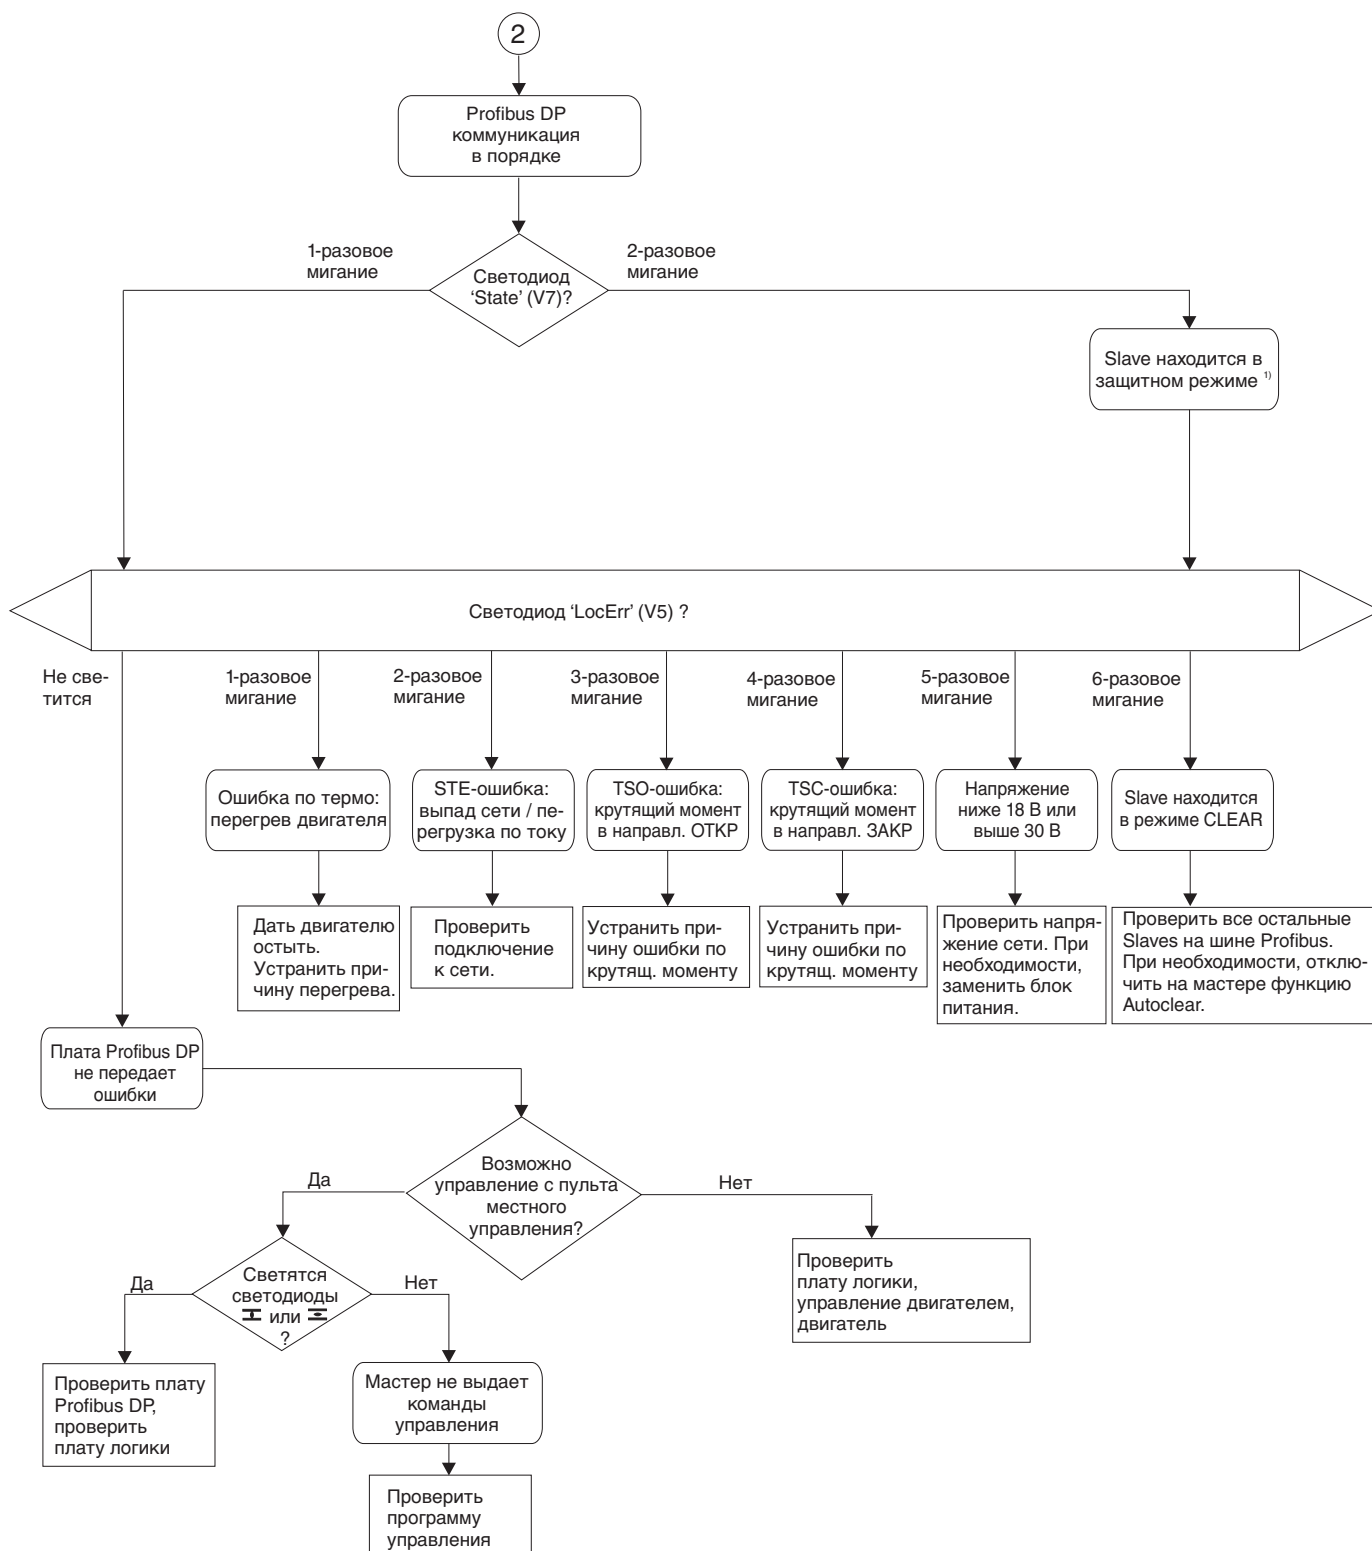 2
Profibus DP
коммуникация
в порядке
1-разовое
мигание
2-разовое
мигание
Светодиод
‘State’ (V7)?
Slave находится в
защитном режиме 1)
Светодиод ‘LocErr’ (V5) ?
Не све-
тится
1-разовое
мигание
2-разовое
мигание
3-разовое
мигание
4-разовое
мигание
5-разовое
мигание
6-разовое
мигание
Ошибка по термо:
перегрев двигателя
STE-ошибка:
выпад сети / пе-
регрузка по току
TSO-ошибка:
крутящий момент
в направл. ОТКР
TSC-ошибка:
крутящий момент
в направл. ЗАКР
Напряжение
ниже 18 В или
выше 30 В
Slave находится
в режиме CLEAR
Дать двигателю
остыть.
Устранить при-
чину перегрева.
Проверить
подключение
к сети.
Устранить при-
чину ошибки по
крутящ. моменту
Устранить при-
чину ошибки по
крутящ. моменту
Проверить напря-
жение сети. При
необходимости,
заменить блок
питания.
Проверить все остальные
Slaves на шине Profibus.
При необходимости, отклю-
чить на мастере функцию
Autoclear.
Плата Profibus DP
не передает
ошибки
Возможно
управление с пульта
местного
управления?
Да
Нет
Светятся
светодиоды
или
?
Да
Нет
Проверить
плату логики,
управление двигателем,
двигатель
Проверить плату
Profibus DP,
проверить
плату логики
Мастер не выдает
команды
управления
Проверить
программу
управления